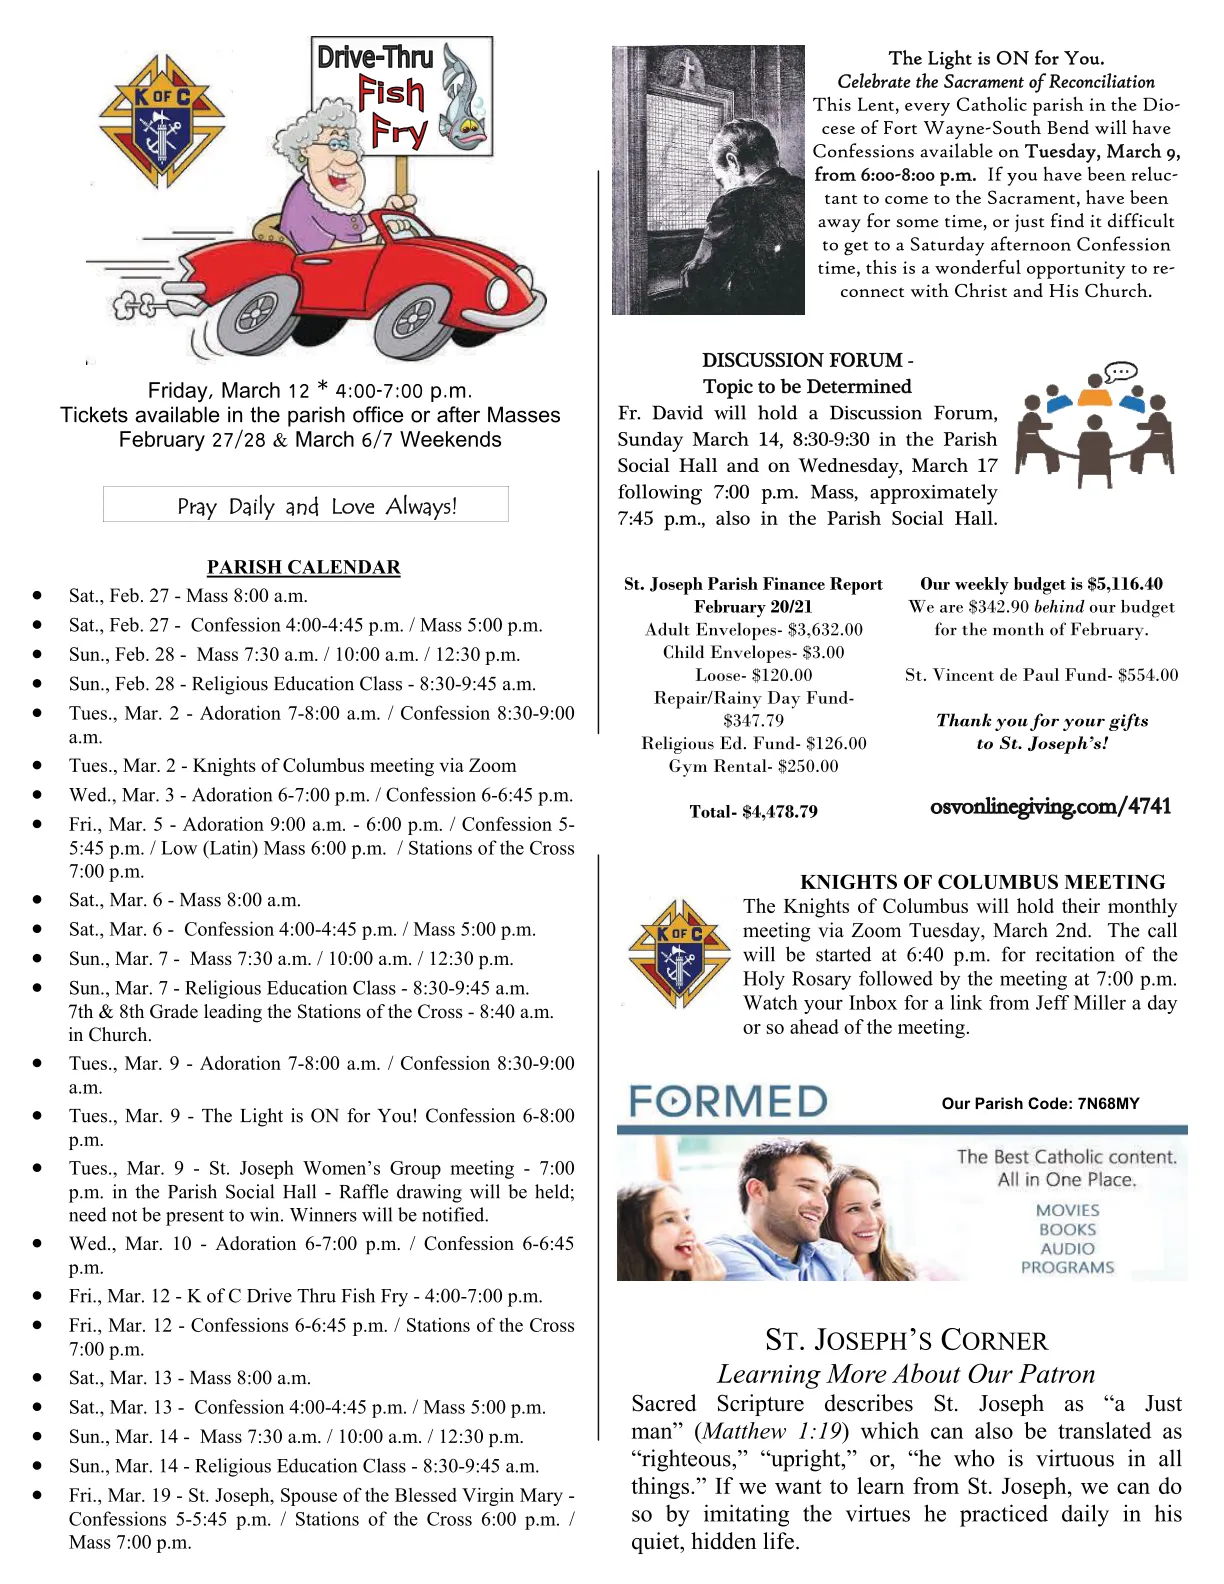 K OF C
Drive-Thru
Fish
Fry
Friday, March 12 * 4:00-7:00 p.m.
Tickets available in the parish office or after Masses
February 27/28 & March 6/7 Weekends
Pray Daily and Love Always!
PARISH CALENDAR
• Sat., Feb. 27 - Mass 8:00 a.m.
• Sat., Feb. 27 - Confession 4:00-4:45 p.m. / Mass 5:00 p.m.
• Sun., Feb. 28 - Mass 7:30 a.m. / 10:00 a.m. / 12:30 p.m.
• Sun., Feb. 28 - Religious Education Class - 8:30-9:45 a.m.
• Tues., Mar. 2 - Adoration 7-8:00 a.m. / Confession 8:30-9:00
a.m.
• Tues., Mar. 2 - Knights of Columbus meeting via Zoom
• Wed., Mar. 3 - Adoration 6-7:00 p.m. / Confession 6-6:45 p.m.
• Fri., Mar. 5 - Adoration 9:00 a.m. - 6:00 p.m. / Confession 5-
5:45 p.m. / Low (Latin) Mass 6:00 p.m. / Stations of the Cross
7:00 p.m.
• Sat., Mar. 6 - Mass 8:00 a.m.
• Sat., Mar. 6 - Confession 4:00-4:45 p.m. / Mass 5:00 p.m.
• Sun., Mar. 7 - Mass 7:30 a.m. / 10:00 a.m. / 12:30 p.m.
• Sun., Mar. 7 - Religious Education Class - 8:30-9:45 a.m.
7th & 8th Grade leading the Stations of the Cross - 8:40 a.m.
in Church.
• Tues., Mar. 9 - Adoration 7-8:00 a.m. / Confession 8:30-9:00
a.m.
• Tues., Mar. 9 - The Light is ON for You! Confession 6-8:00
p.m.
• Tues., Mar. 9 - St. Joseph Women’s Group meeting - 7:00
p.m. in the Parish Social Hall - Raffle drawing will be held;
need not be present to win. Winners will be notified.
• Wed., Mar. 10 - Adoration 6-7:00 p.m. / Confession 6-6:45
p.m.
• Fri., Mar. 12 - K of C Drive Thru Fish Fry - 4:00-7:00 p.m.
• Fri., Mar. 12 - Confessions 6-6:45 p.m. / Stations of the Cross
7:00 p.m.
• Sat., Mar. 13 - Mass 8:00 a.m.
• Sat., Mar. 13 - Confession 4:00-4:45 p.m. / Mass 5:00 p.m.
• Sun., Mar. 14 - Mass 7:30 a.m. / 10:00 a.m. / 12:30 p.m.
• Sun., Mar. 14 - Religious Education Class - 8:30-9:45 a.m.
• Fri., Mar. 19 - St. Joseph, Spouse of the Blessed Virgin Mary -
Confessions 5-5:45 p.m. / Stations of the Cross 6:00 p.m. /
Mass 7:00 p.m.
The Light is ON for You.
Celebrate the Sacrament of Reconciliation
This Lent, every Catholic parish in the Dio-
cese of Fort Wayne-South Bend will have
Confessions available on Tuesday, March 9,
from 6:00-8:00 p.m. If you have been reluc-
tant to come to the Sacrament, have been
away for some time, or just find it difficult
to get to a Saturday afternoon Confession
time, this is a wonderful opportunity to re-
connect with Christ and His Church.
DISCUSSION FORUM -
Topic to be Determined
Fr. David will hold a Discussion Forum,
Sunday March 14, 8:30-9:30 in the Parish
Social Hall and on Wednesday, March 17
following 7:00 p.m. Mass, approximately
7:45 p.m., also in the Parish Social Hall.
St. Joseph Parish Finance Report
February 20/21
Adult Envelopes- $3,632.00
Child Envelopes- $3.00
Loose- $120.00
Repair/Rainy Day Fund-
$347.79
Religious Ed. Fund- $126.00
Gym Rental- $250.00
Total- $4,478.79
Our weekly budget is $5,116.40
We are $342.90 behind our budget
for the month of February.
St. Vincent de Paul Fund- $554.00
Thank you for your gifts
to St. Joseph’s!
osvonlinegiving.com/4741
KNIGHTS OF COLUMBUS MEETING
K OF C
The Knights of Columbus will hold their monthly
meeting via Zoom Tuesday, March 2nd. The call
will be started at 6:40 p.m. for recitation of the
Holy Rosary followed by the meeting at 7:00 p.m.
Watch your Inbox for a link from Jeff Miller a day
or so ahead of the meeting.
FORMED
Our Parish Code: 7N68MY
The Best Catholic content.
All in One Place.
MOVIES
BOOKS
AUDIO
PROGRAMS
ST. JOSEPH’S CORNER
Learning More About Our Patron
Sacred Scripture describes St. Joseph as “a Just
man” (Matthew 1:19) which can also be translated as
“righteous,” “upright,” or, “he who is virtuous in all
things.” If we want to learn from St. Joseph, we can do
so by imitating the virtues he practiced daily in his
quiet, hidden life.